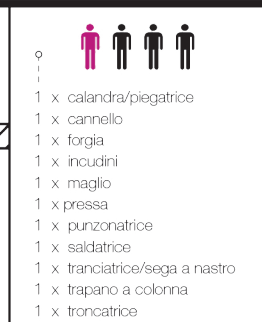 1 x calandra/piegatrice
1 x cannello
1 x forgia
1 x incudini
1 x maglio
1 x pressa
1 x punzonatrice
1 x saldatrice
1 x tranciatrice/sega a nastro
1 x trapano a colonna
1 x troncatrice